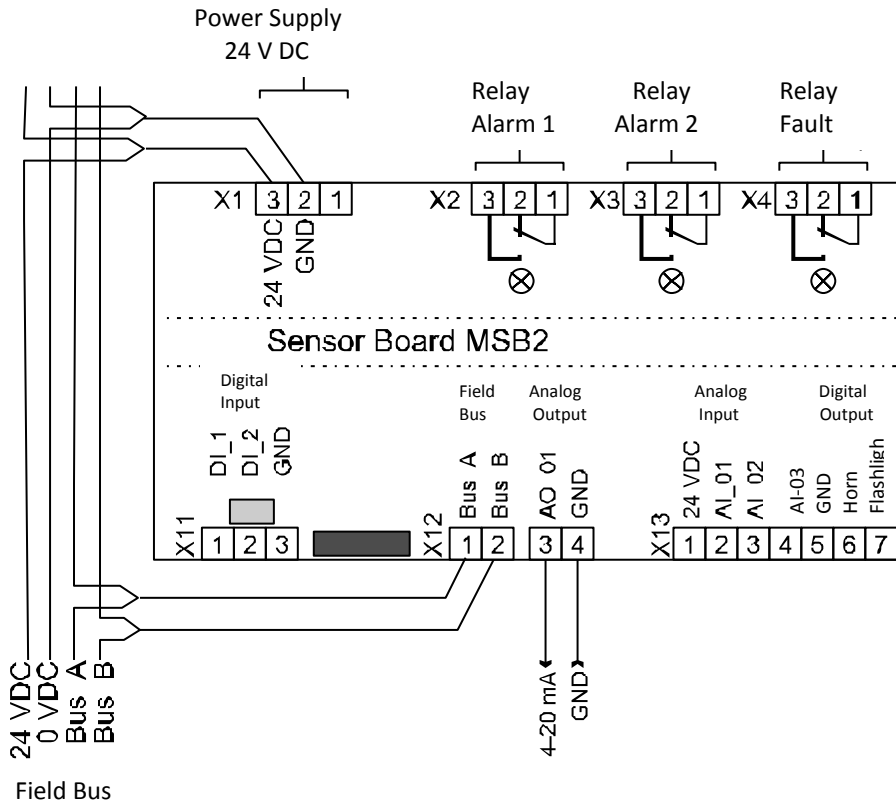 Power Supply
24 V DC
Relay
Alarm 1
Relay
Alarm 2
Relay
Fault
X1 3 2 1
X2 3 2 1
X3 3 2 1
X4 3 2 1
24 VDC
GND
Sensor Board MSB2
Digital
Input
Field
Bus
Analog
Output
Analog
Input
Digital
Output
DI_1
DI_2
GND
Bus A
Bus B
AO 01
GND
24 VDC
AI_01
AI 02
AI-03
GND
Horn
Flashligh
X11 1 2 3
X12 1 2 3 4
X13 1 2 3 4 5 6 7
24 VDC
0 VDC
Bus A
Bus B
4-20 mA
GND
Field Bus